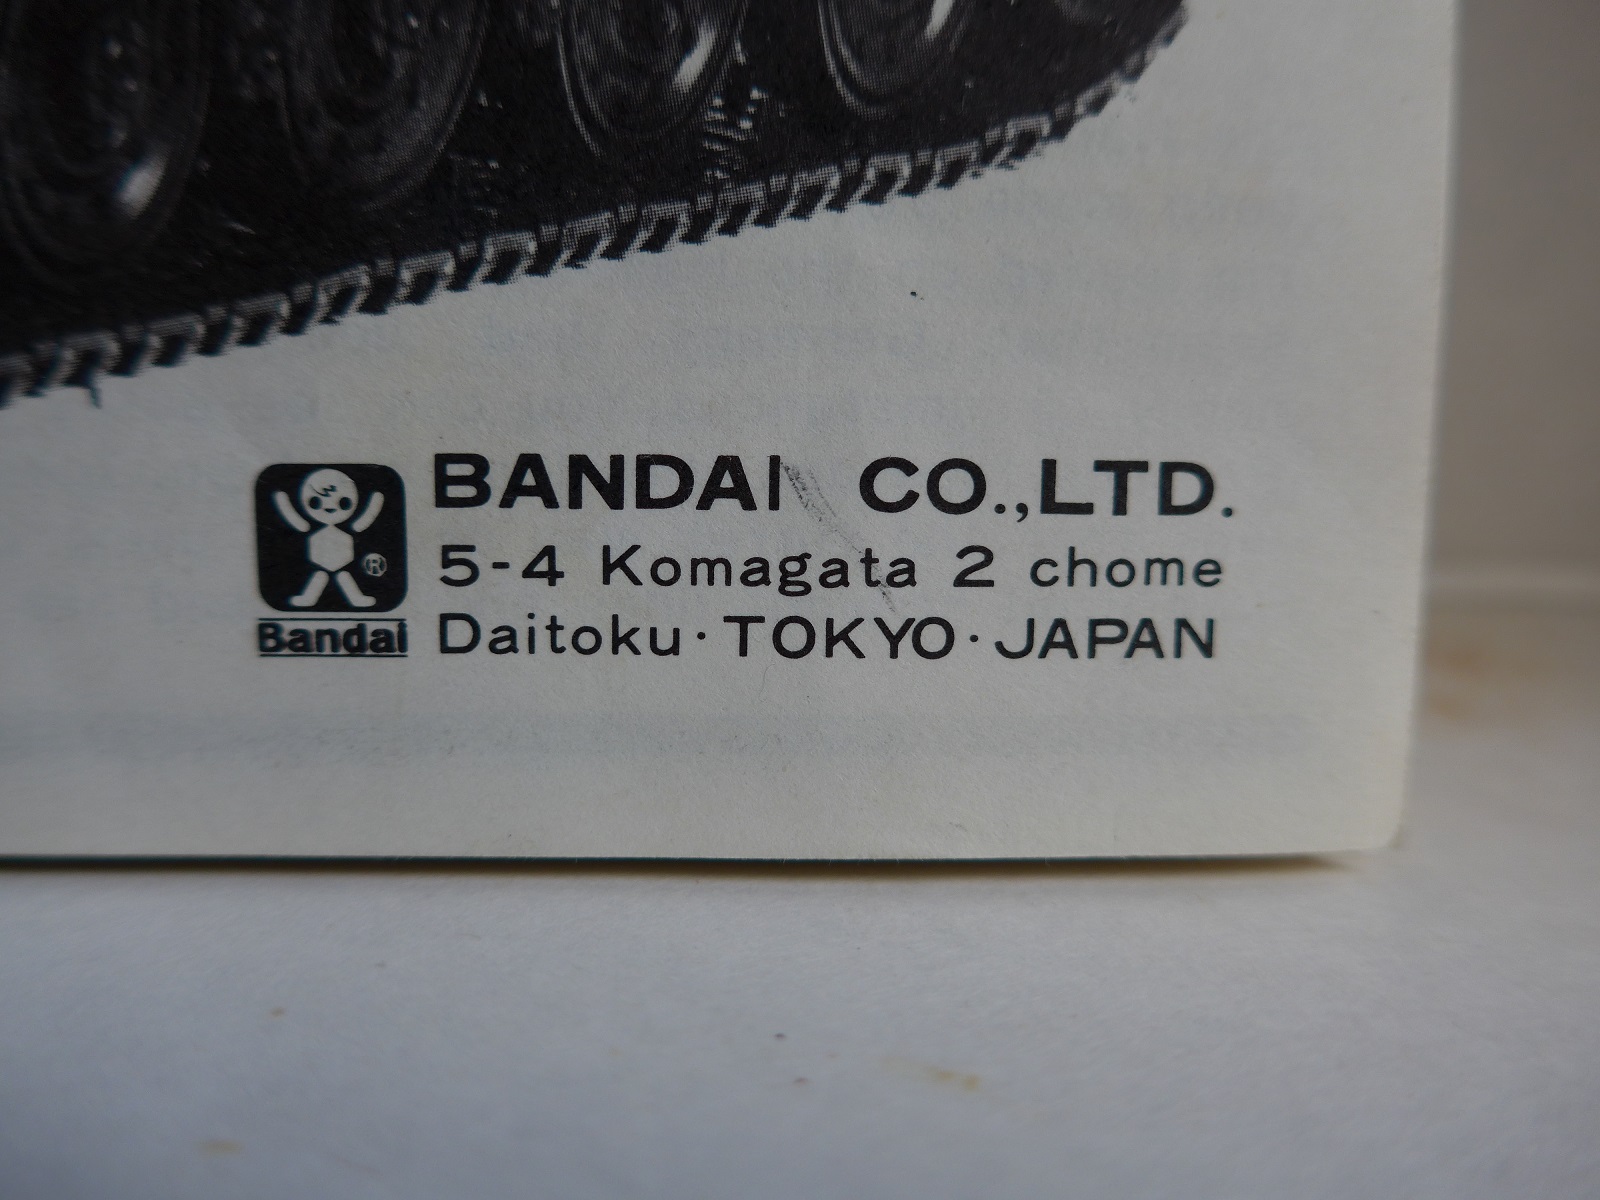 BANDAI CO.,LTD.
5-4 Komagata 2 chome
Daitoku・TOKYO・JAPAN
®
Bandai